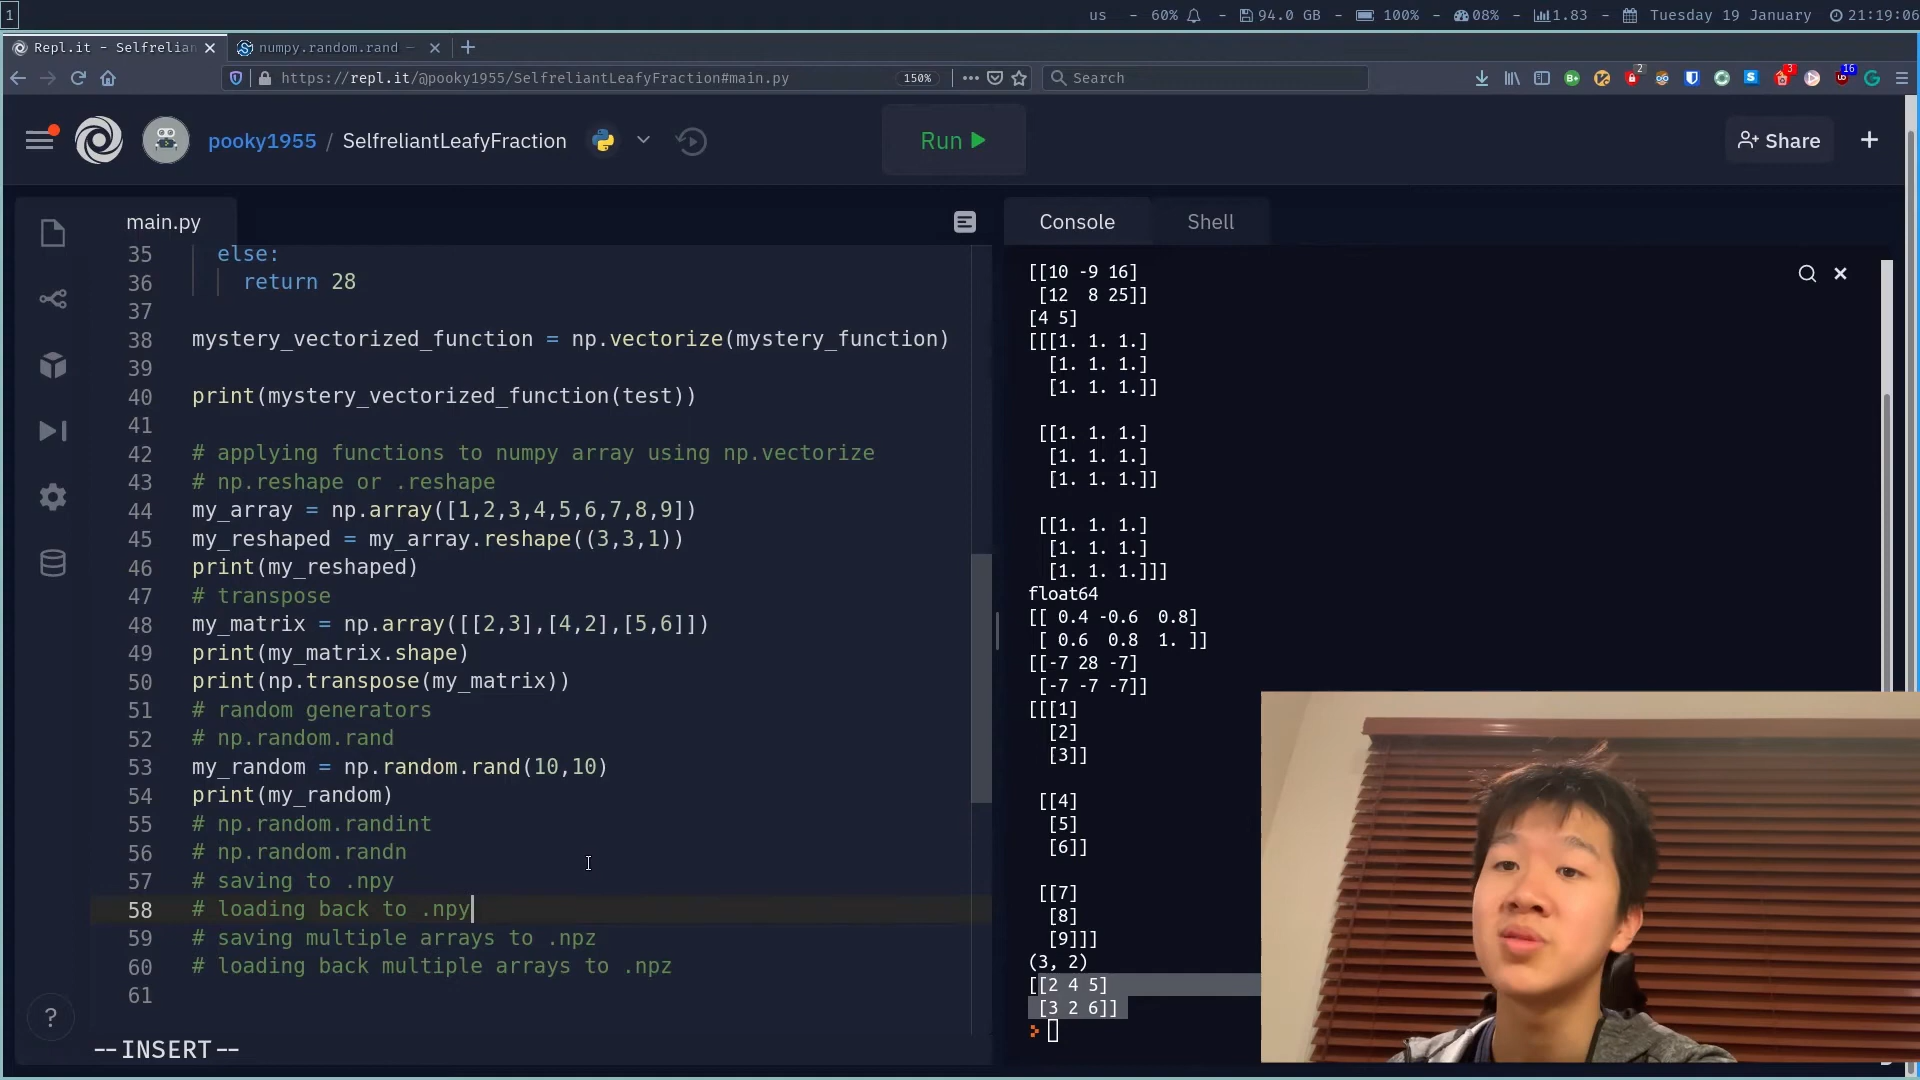 1
us - 60% - 94.0 GB - 100% - 08% - 1.83 - Tuesday 19 January 21:19:06
Repl.it - Selfrelian
numpy.random.rand —
https://repl.it/@pooky1955/SelfreliantLeafyFraction#main.py
150%
Search
2
3
16
pooky1955 / SelfreliantLeafyFraction
Run
Share
main.py
35 else:
36 return 28
37
38 mystery_vectorized_function = np.vectorize(mystery_function)
39
40 print(mystery_vectorized_function(test))
41
42 # applying functions to numpy array using np.vectorize
43 # np.reshape or .reshape
44 my_array = np.array([1,2,3,4,5,6,7,8,9])
45 my_reshaped = my_array.reshape((3,3,1))
46 print(my_reshaped)
47 # transpose
48 my_matrix = np.array([[2,3],[4,2],[5,6]])
49 print(my_matrix.shape)
50 print(np.transpose(my_matrix))
51 # random generators
52 # np.random.rand
53 my_random = np.random.rand(10,10)
54 print(my_random)
55 # np.random.randint
56 # np.random.randn
57 # saving to .npy
58 # loading back to .npy
59 # saving multiple arrays to .npz
60 # loading back multiple arrays to .npz
61
--INSERT--
?
Console
Shell
[[10 -9 16]
[12 8 25]]
[4 5]
[[[1. 1. 1.]
[1. 1. 1.]
[1. 1. 1.]]
[[1. 1. 1.]
[1. 1. 1.]
[1. 1. 1.]]
[[1. 1. 1.]
[1. 1. 1.]
[1. 1. 1.]]]
float64
[[ 0.4 -0.6 0.8]
[ 0.6 0.8 1. ]]
[[-7 28 -7]
[-7 -7 -7]]
[[[1]
[2]
[3]]
[[4]
[5]
[6]]
[[7]
[8]
[9]]]
(3, 2)
[[2 4 5]
[3 2 6]]